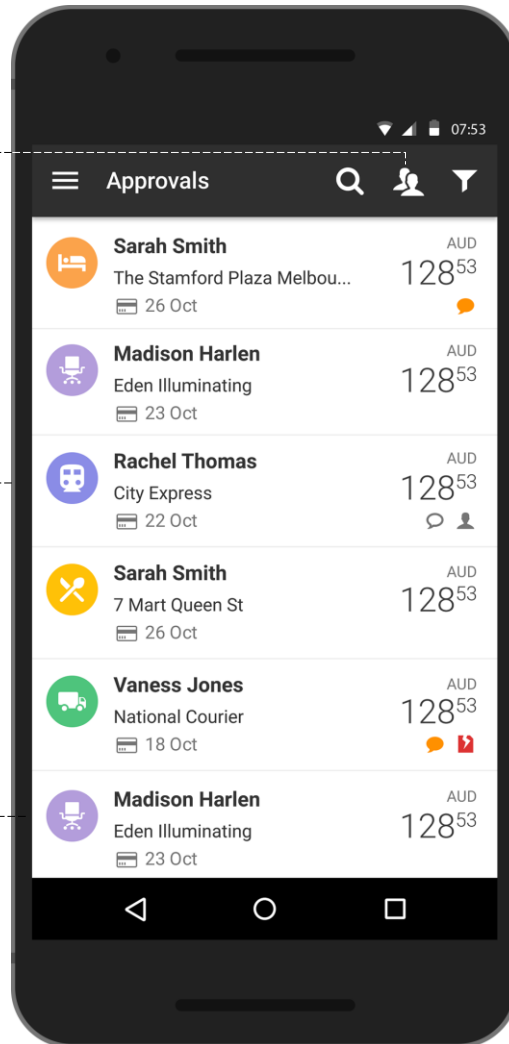 07:53
Approvals
Sarah Smith
AUD
The Stamford Plaza Melbou...
12853
26 Oct
Madison Harlen
AUD
Eden Illuminating
12853
23 Oct
Rachel Thomas
AUD
City Express
12853
22 Oct
Sarah Smith
AUD
7 Mart Queen St
12853
26 Oct
Vaness Jones
AUD
National Courier
12853
18 Oct
Madison Harlen
AUD
Eden Illuminating
12853
23 Oct